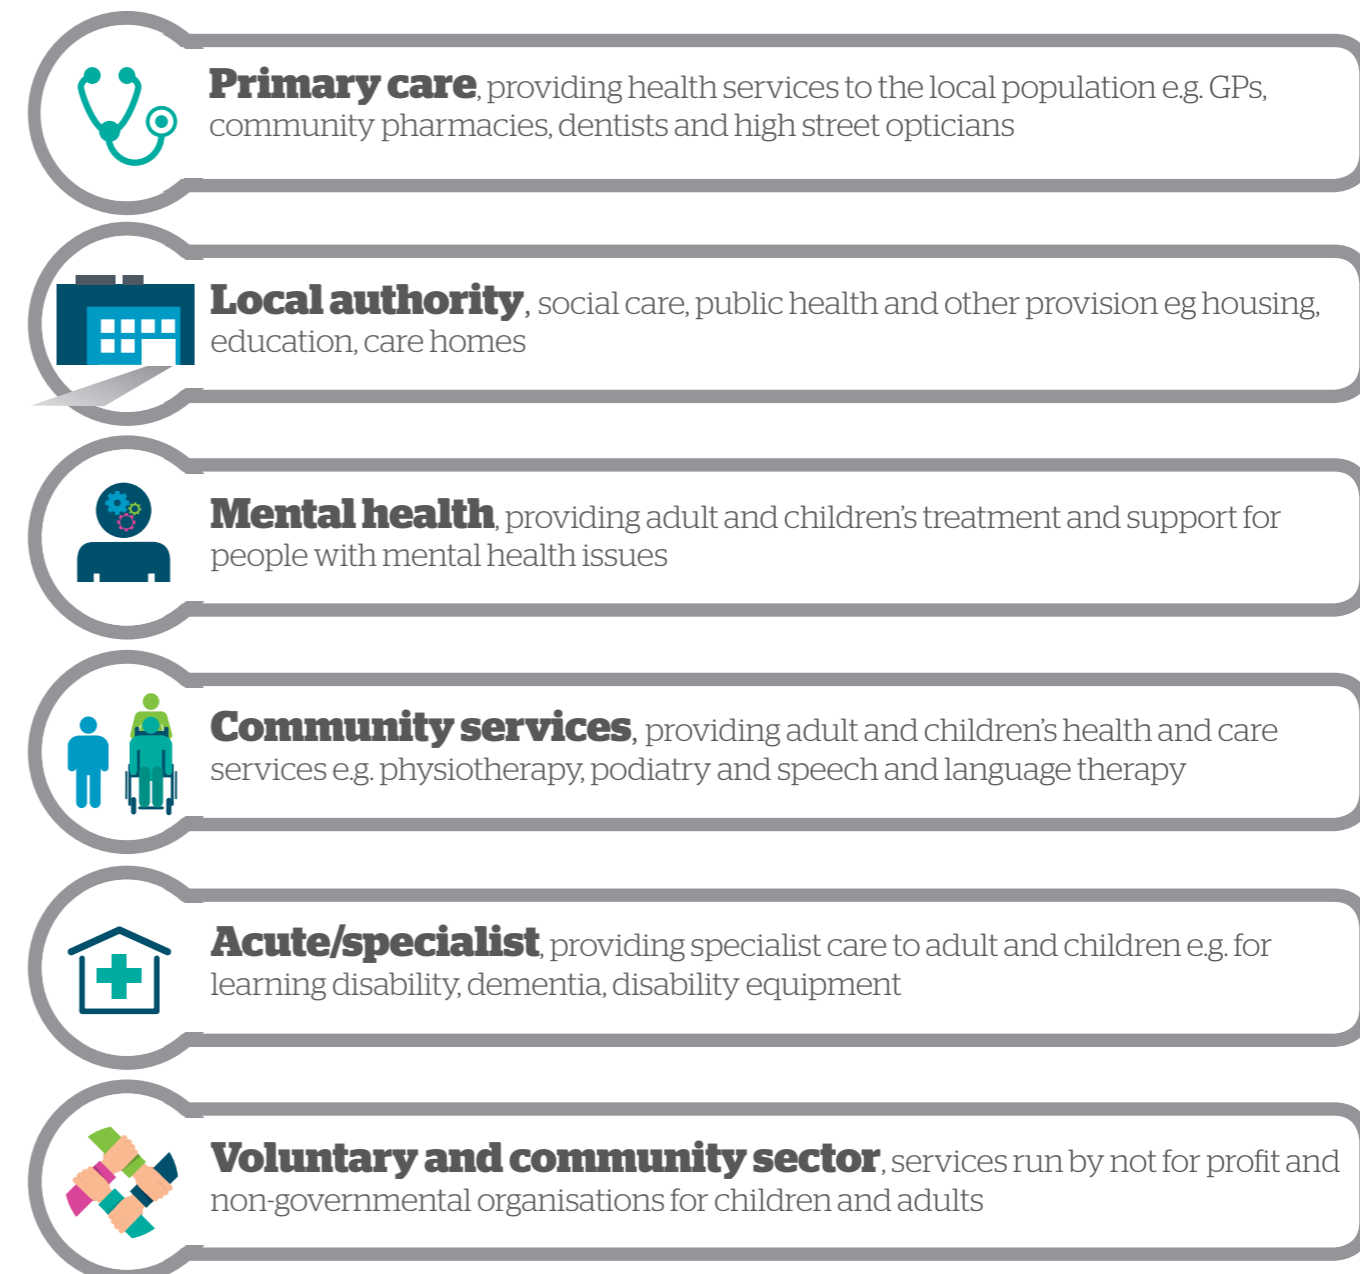 Primary care, providing health services to the local population e.g. GPs,
community pharmacies, dentists and high street opticians
Local authority, social care, public health and other provision eg housing,
education, care homes
Mental health, providing adult and children's treatment and support for
people with mental health issues
Community services, providing adult and children's health and care
services e.g. physiotherapy, podiatry and speech and language therapy
Acute/specialist, providing specialist care to adult and children e.g. for
learning disability, dementia, disability equipment
Voluntary and community sector, services run by not for profit and
non-governmental organisations for children and adults